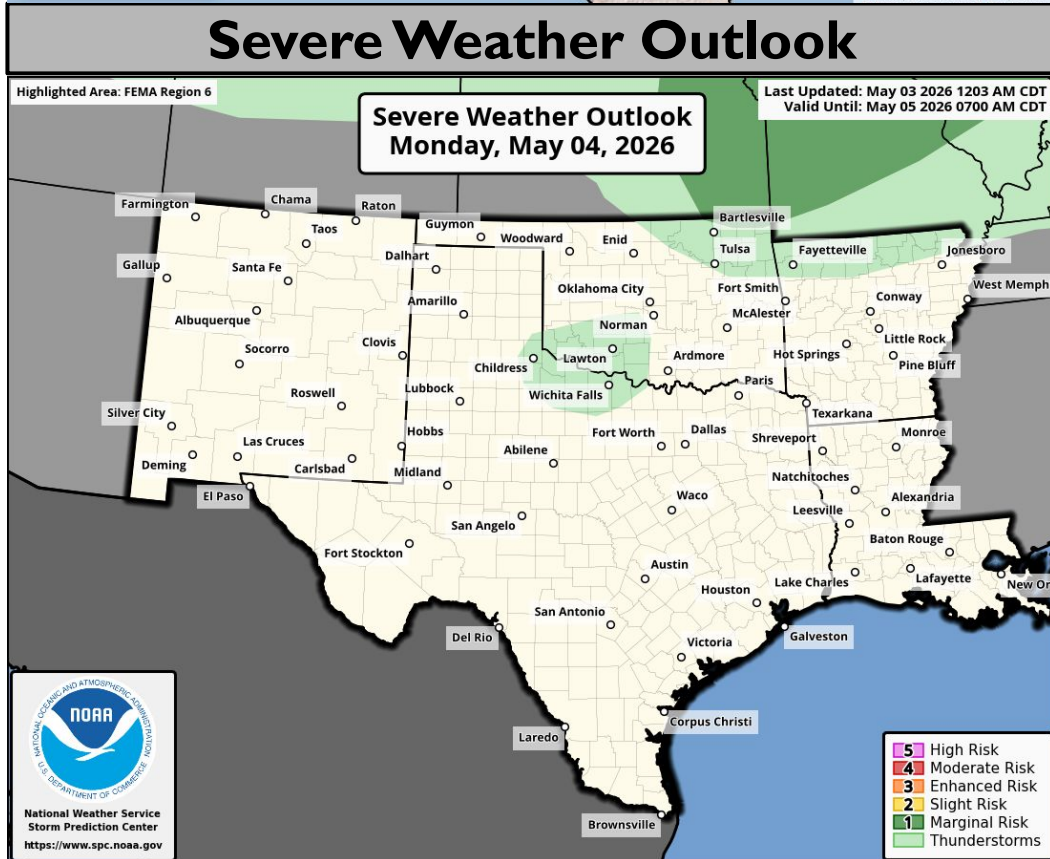 Severe Weather Outlook
Highlighted Area: FEMA Region 6
Last Updated: May 03 2026 1203 AM CDT
Valid Until: May 05 2026 0700 AM CDT
Severe Weather Outlook
Monday, May 04, 2026
Farmington
Chama
Raton
Taos
Guymon
Woodward
Enid
Bartlesville
Tulsa
Fayetteville
Jonesboro
Gallup
Santa Fe
Dalhart
Albuquerque
Amarillo
Oklahoma City
Fort Smith
Conway
West Memph
Norman
McAlester
Socorro
Clovis
Childress
Lawton
Ardmore
Hot Springs
Little Rock
Pine Bluff
Roswell
Lubbock
Wichita Falls
Paris
Texarkana
Silver City
Las Cruces
Hobbs
Abilene
Fort Worth
Dallas
Shreveport
Monroe
Deming
Carlsbad
Midland
Natchitoches
El Paso
San Angelo
Waco
Leesville
Alexandria
Fort Stockton
Baton Rouge
Austin
Houston
Lake Charles
Lafayette
New Or
San Antonio
Del Rio
Victoria
Galveston
Laredo
Corpus Christi
Brownsville
NATIONAL OCEANIC AND ATMOSPHERIC ADMINISTRATION
NOAA
U.S. DEPARTMENT OF COMMERCE
National Weather Service
Storm Prediction Center
https://www.spc.noaa.gov
5 High Risk
4 Moderate Risk
3 Enhanced Risk
2 Slight Risk
1 Marginal Risk
Thunderstorms